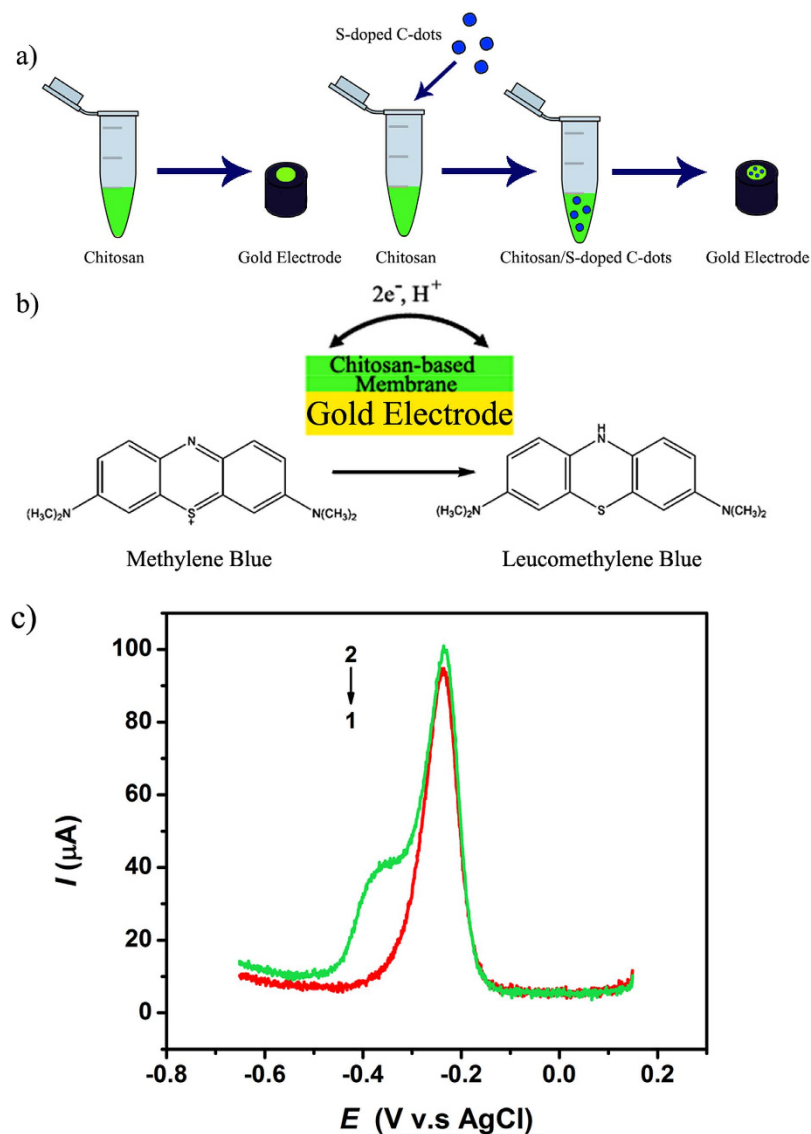 a)
S-doped C-dots
Chitosan
Gold Electrode
Chitosan
Chitosan/S-doped C-dots
Gold Electrode
b)
2e⁻, H⁺
Chitosan-based
Membrane
Gold Electrode
(H₃C)₂N
N
S
+
N(CH₃)₂
(H₃C)₂N
H
N
S
N(CH₃)₂
Methylene Blue
Leucomethylene Blue
c)
I (μA)
100
80
60
40
20
0
2
1
-0.8
-0.6
-0.4
-0.2
0.0
0.2
E (V v.s AgCl)